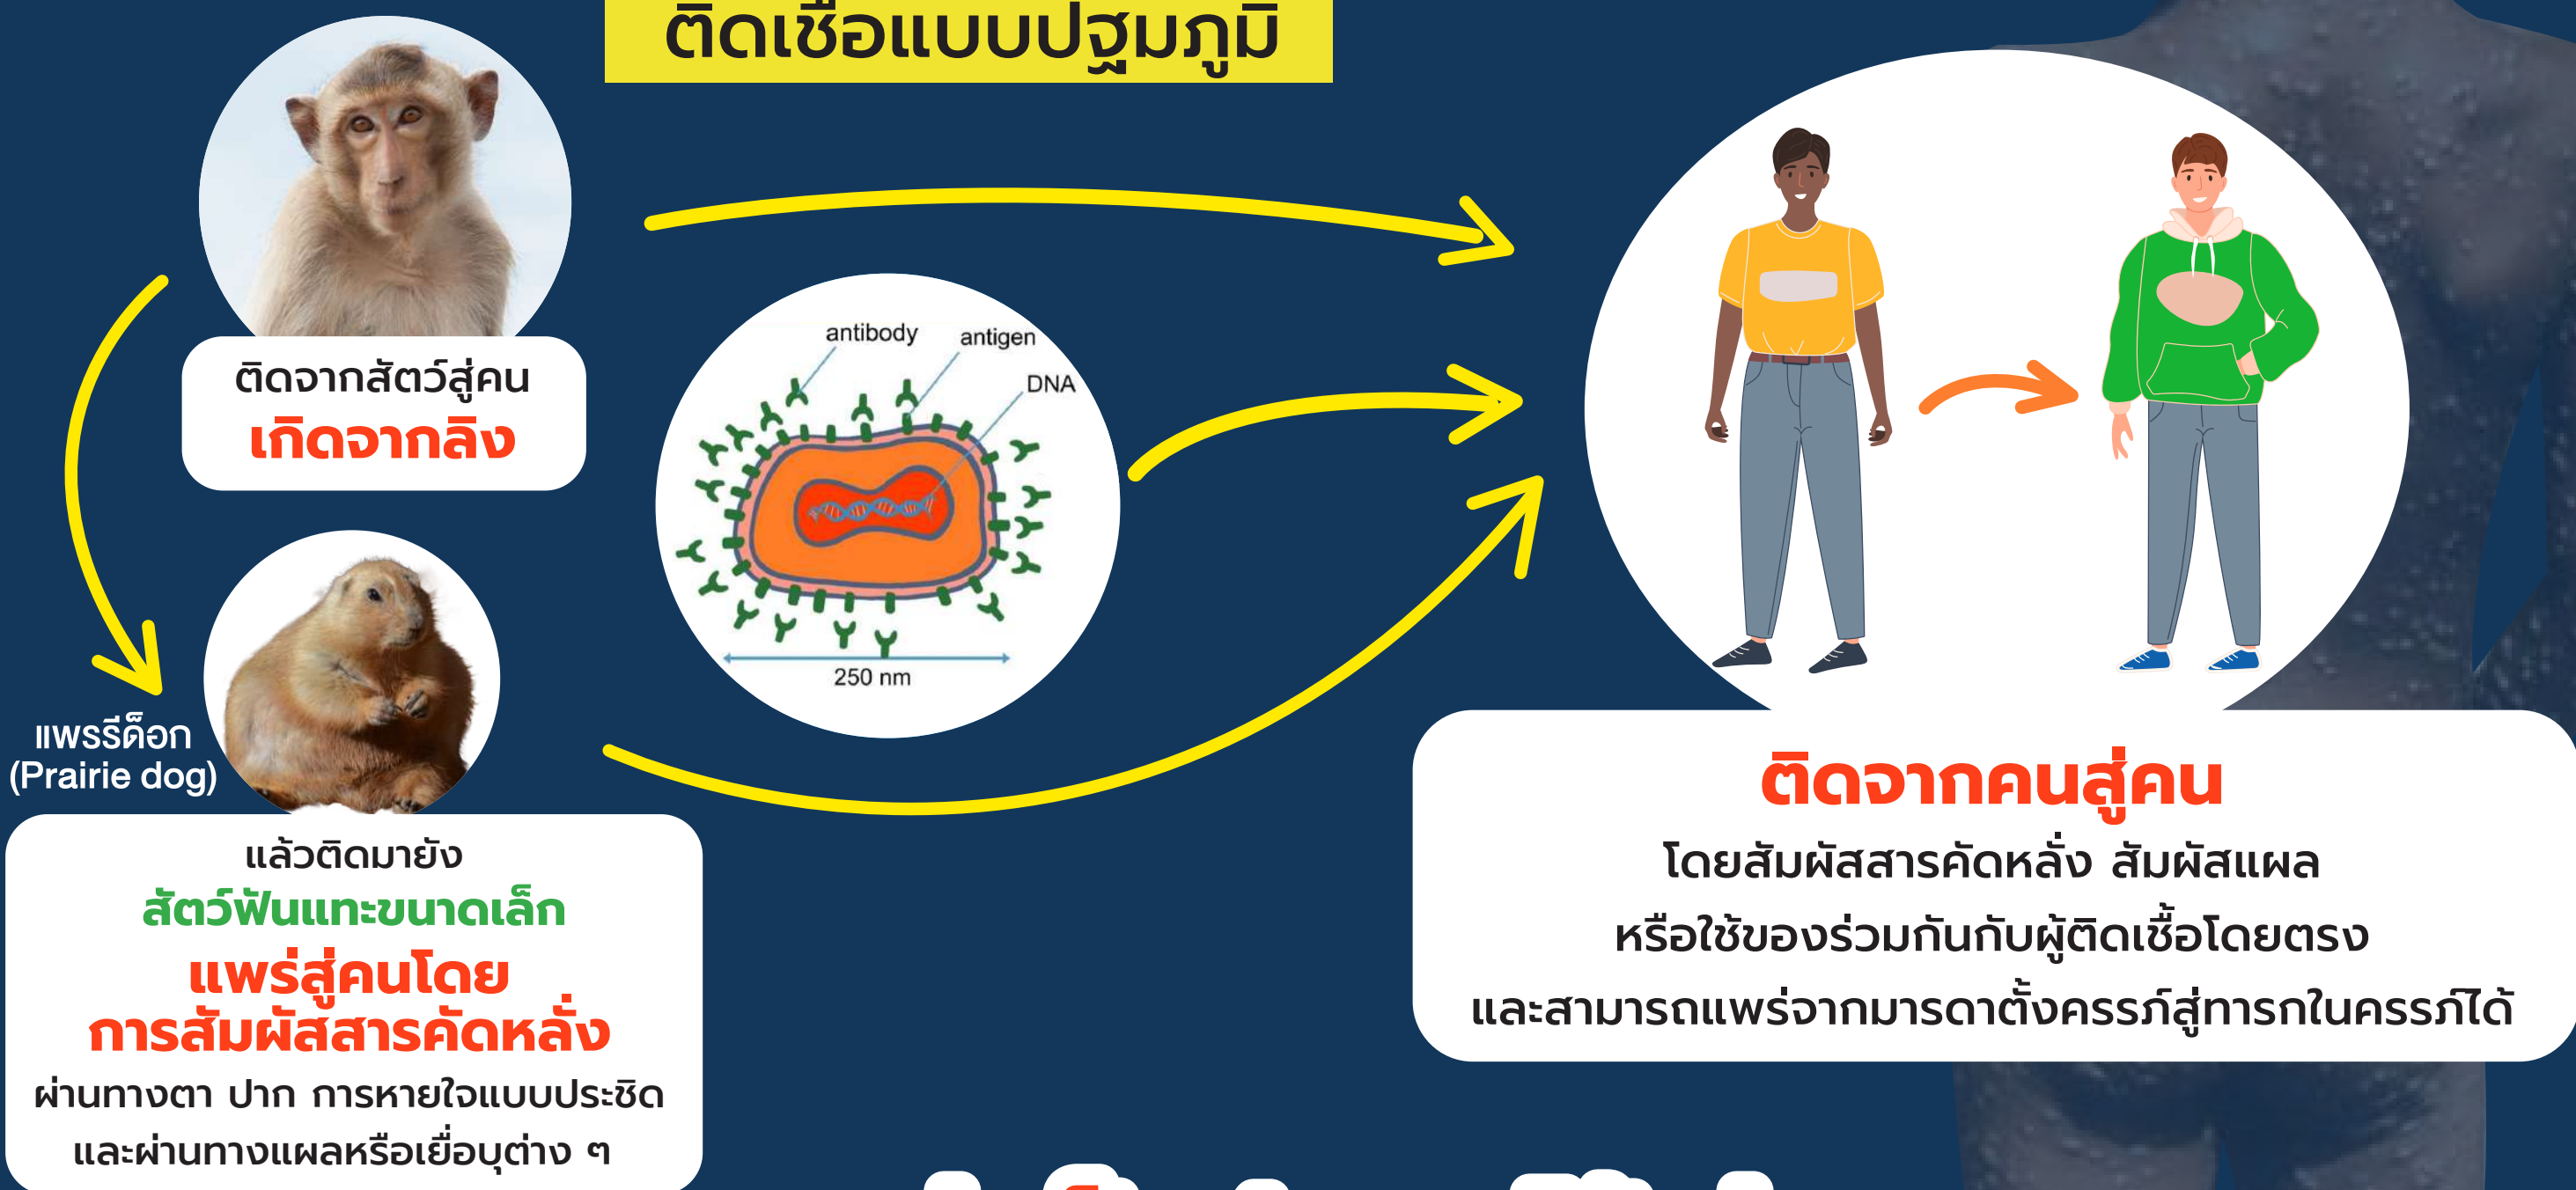 ติดเชื้อแบบปฐมภูมิ
ติดจากสัตว์สู่คน
เกิดจากลิง
antibody
antigen
DNA
250 nm
แพรรีด็อก
(Prairie dog)
แล้วติดมายัง
สัตว์ฟันแทะขนาดเล็ก
แพร่สู่คนโดย
การสัมผัสสารคัดหลั่ง
ผ่านทางตา ปาก การหายใจแบบประชิด
และผ่านทางแผลหรือเยื่อบุต่าง ๆ
ติดจากคนสู่คน
โดยสัมผัสสารคัดหลั่ง สัมผัสแผล
หรือใช้ของร่วมกันกับผู้ติดเชื้อโดยตรง
และสามารถแพร่จากมารดาตั้งครรภ์สู่ทารกในครรภ์ได้